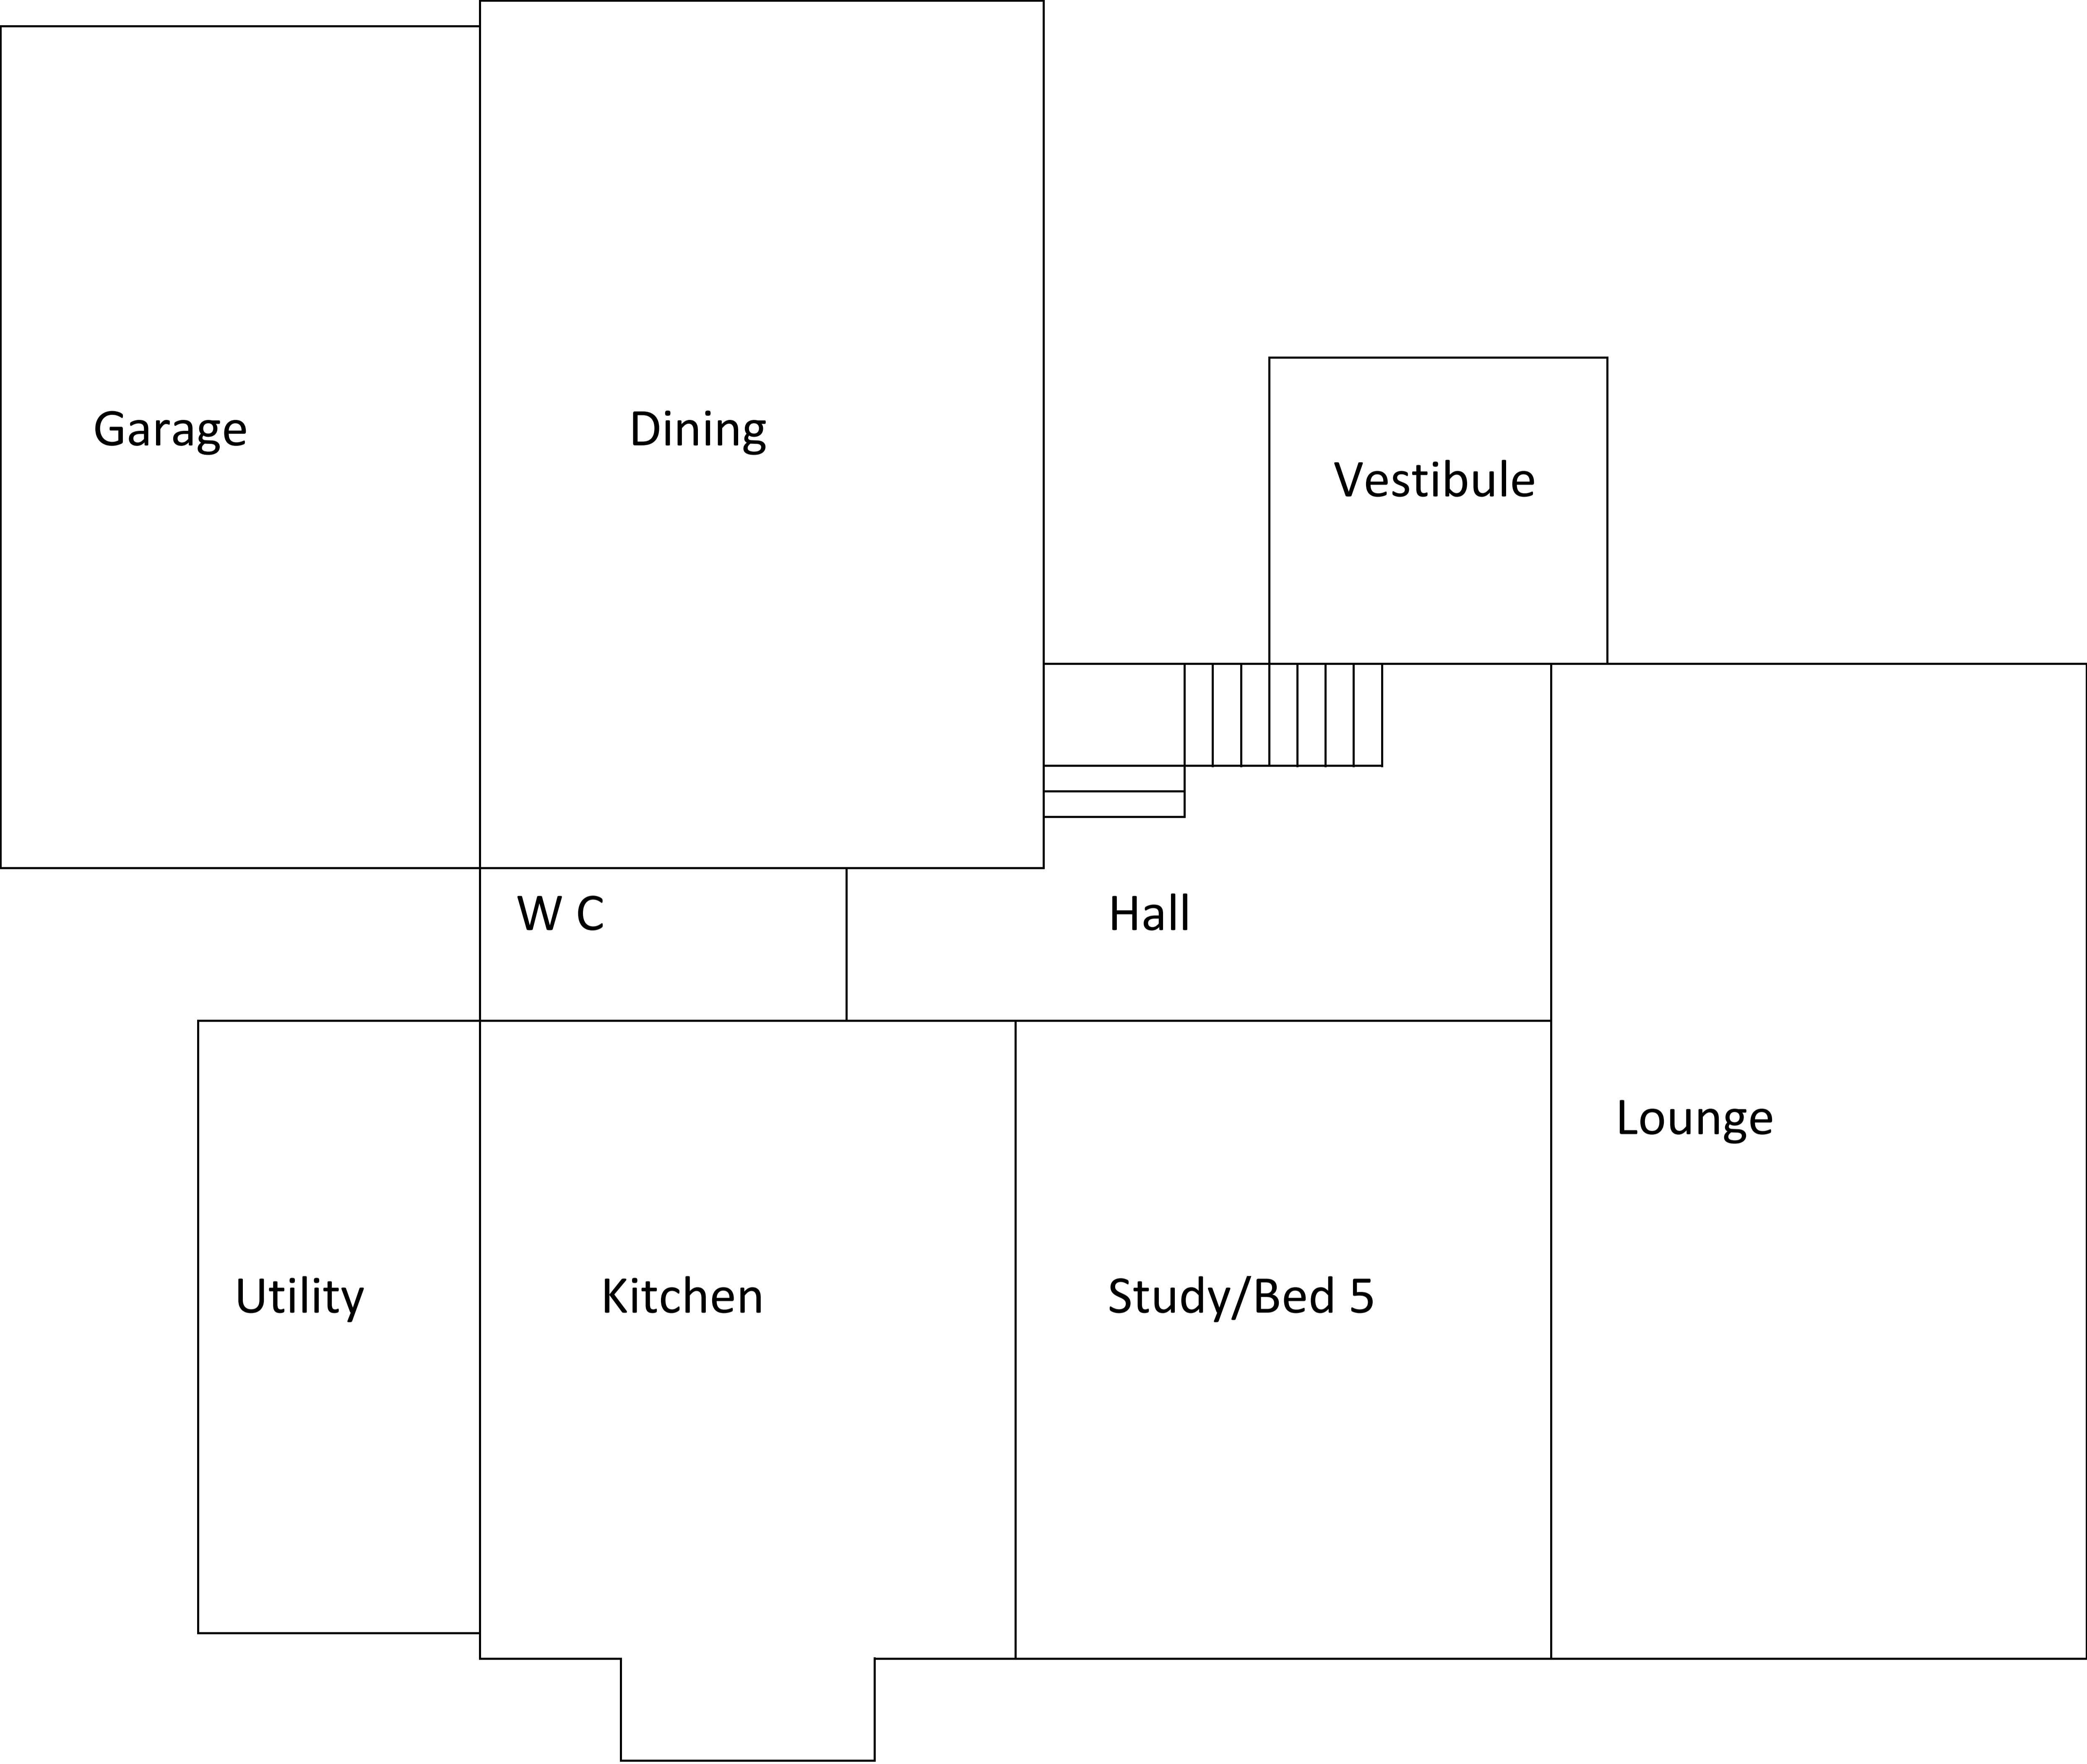 Garage
Dining
Vestibule
W C
Hall
Lounge
Utility
Kitchen
Study/Bed 5